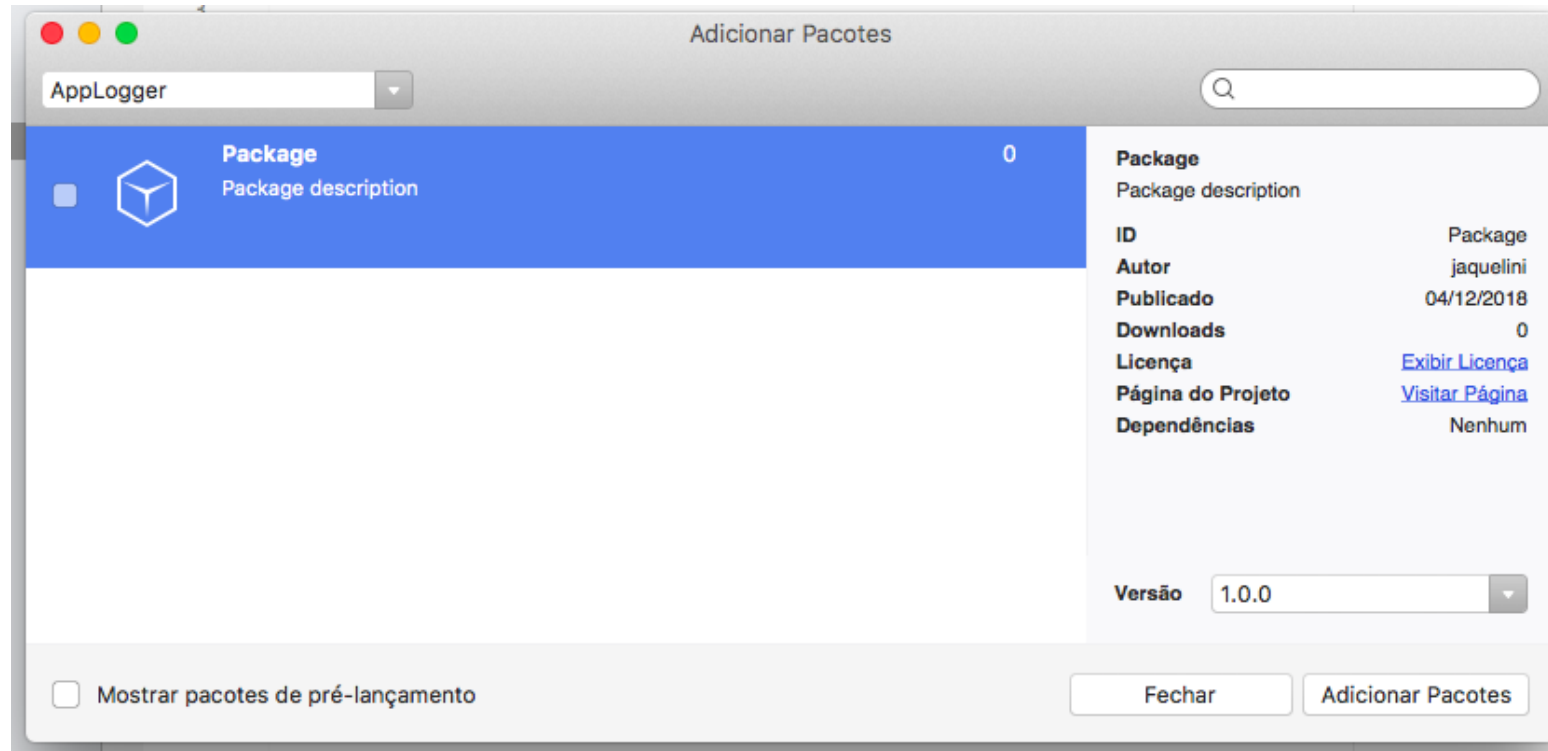 Adicionar Pacotes
AppLogger
Package 0
Package description
Package
Package description
ID Package
Autor jaquelini
Publicado 04/12/2018
Downloads 0
Licença Exibir Licença
Página do Projeto Visitar Página
Dependências Nenhum
Versão 1.0.0
Mostrar pacotes de pré-lançamento
Fechar Adicionar Pacotes